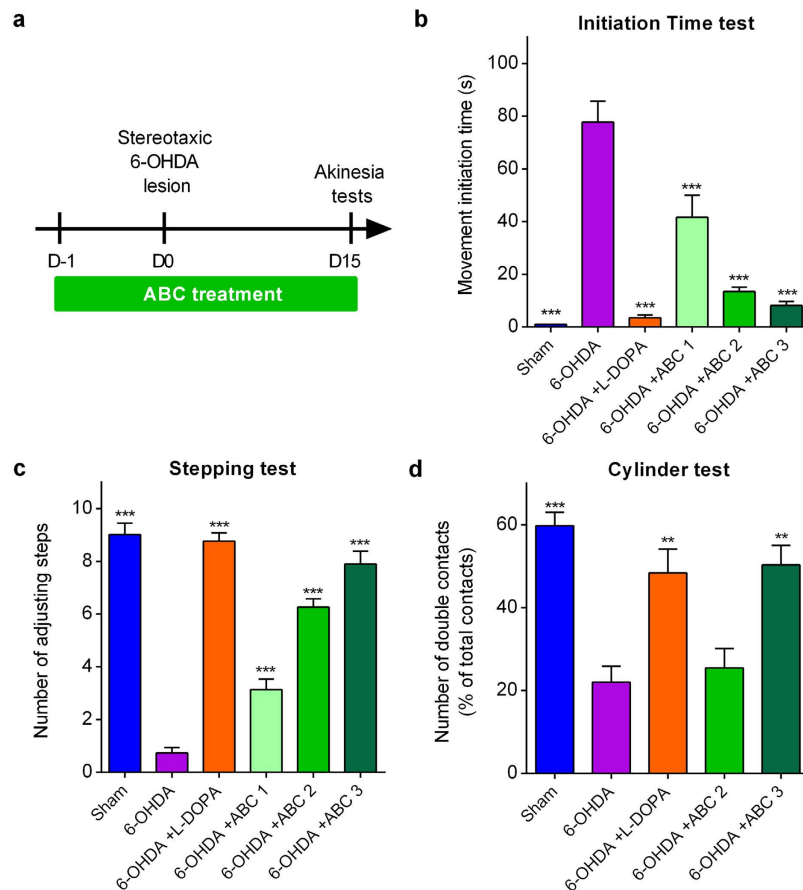 a
Stereotaxic
6-OHDA
lesion
Akinesia
tests
D-1
D0
D15
ABC treatment
b
Initiation Time test
Movement initiation time (s)
100
80
60
40
20
0
***
***
***
***
***
Sham
6-OHDA
6-OHDA +L-DOPA
6-OHDA +ABC 1
6-OHDA +ABC 2
6-OHDA +ABC 3
c
Stepping test
Number of adjusting steps
10
8
6
4
2
0
***
***
***
***
***
Sham
6-OHDA
6-OHDA +L-DOPA
6-OHDA +ABC 1
6-OHDA +ABC 2
6-OHDA +ABC 3
d
Cylinder test
Number of double contacts
(% of total contacts)
60
40
20
0
***
**
**
Sham
6-OHDA
6-OHDA +L-DOPA
6-OHDA +ABC 2
6-OHDA +ABC 3